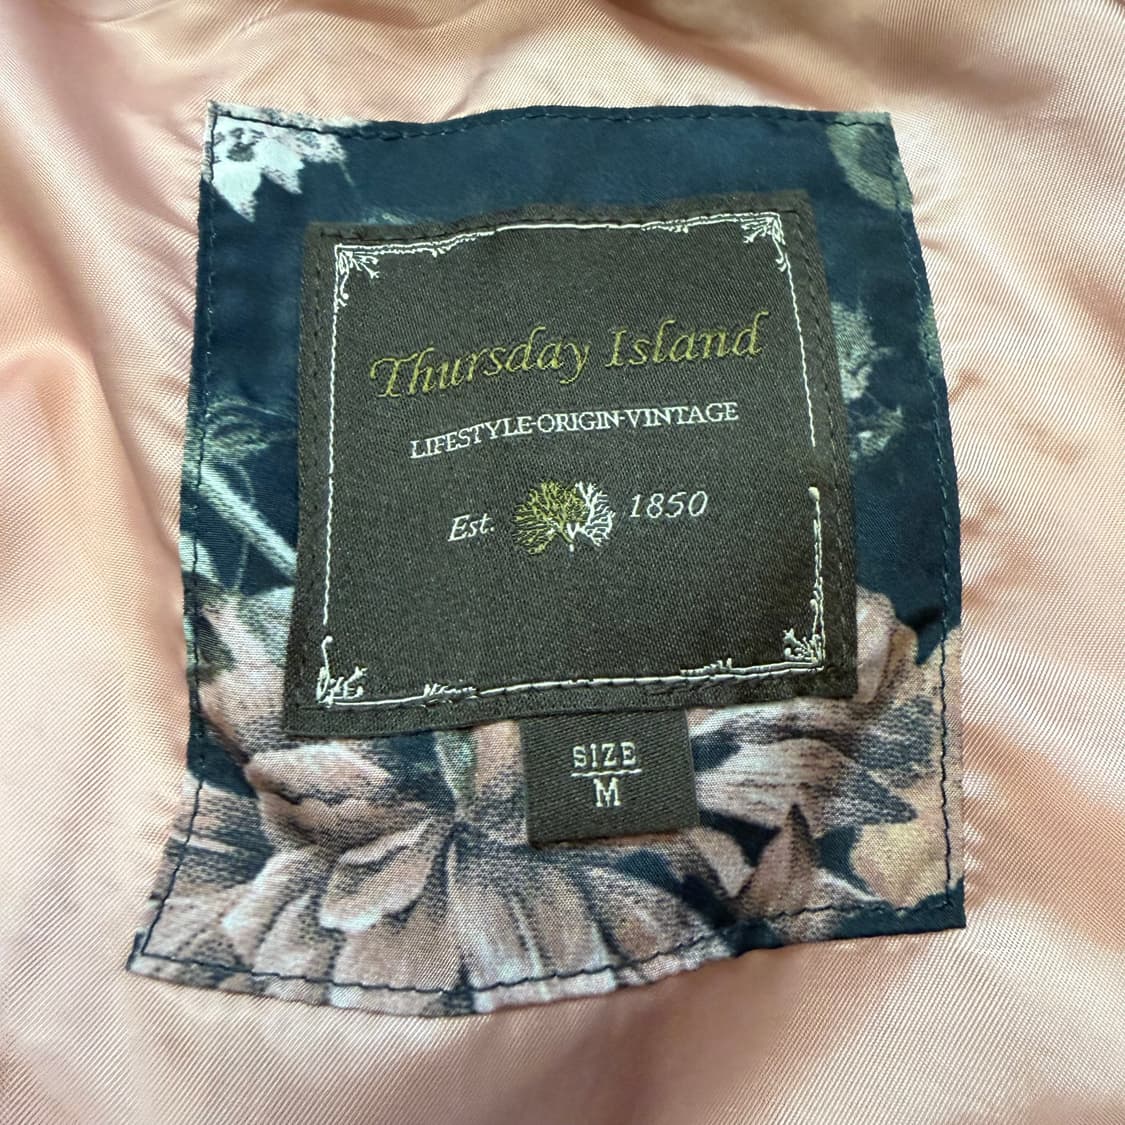 Thursday Island
LIFESTYLE-ORIGIN-VINTAGE
Est. 1850
SIZE
M